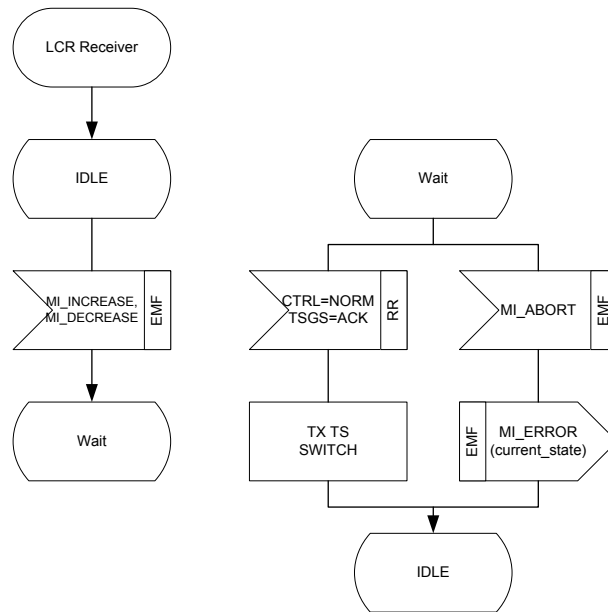 LCR Receiver
IDLE
MI_INCREASE,
MI_DECREASE
EMF
Wait
Wait
CTRL=NORM
TSGS=ACK
RR
MI_ABORT
EMF
TX TS
SWITCH
EMF
MI_ERROR
(current_state)
IDLE